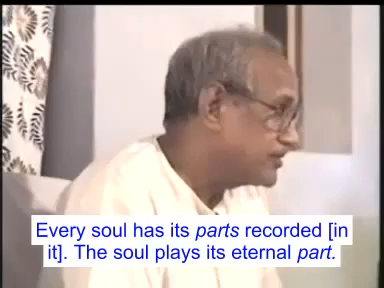 Every soul has its parts recorded [in
it]. The soul plays its eternal part.